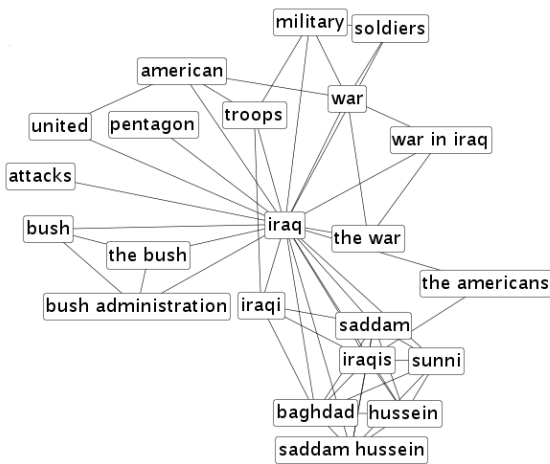 military
soldiers
american
war
troops
united
pentagon
war in iraq
attacks
bush
iraq
the war
the bush
the americans
bush administration
iraqi
saddam
iraqis
sunni
baghdad
hussein
saddam hussein